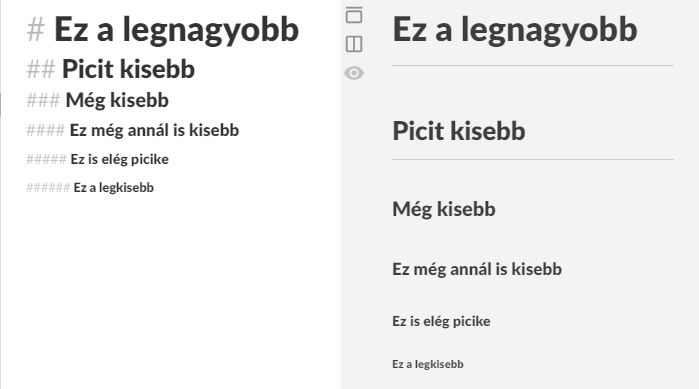 # Ez a legnagyobb
## Picit kisebb
### Még kisebb
#### Ez még annál is kisebb
##### Ez is elég picike
###### Ez a legkisebb
Ez a legnagyobb
Picit kisebb
Még kisebb
Ez még annál is kisebb
Ez is elég picike
Ez a legkisebb